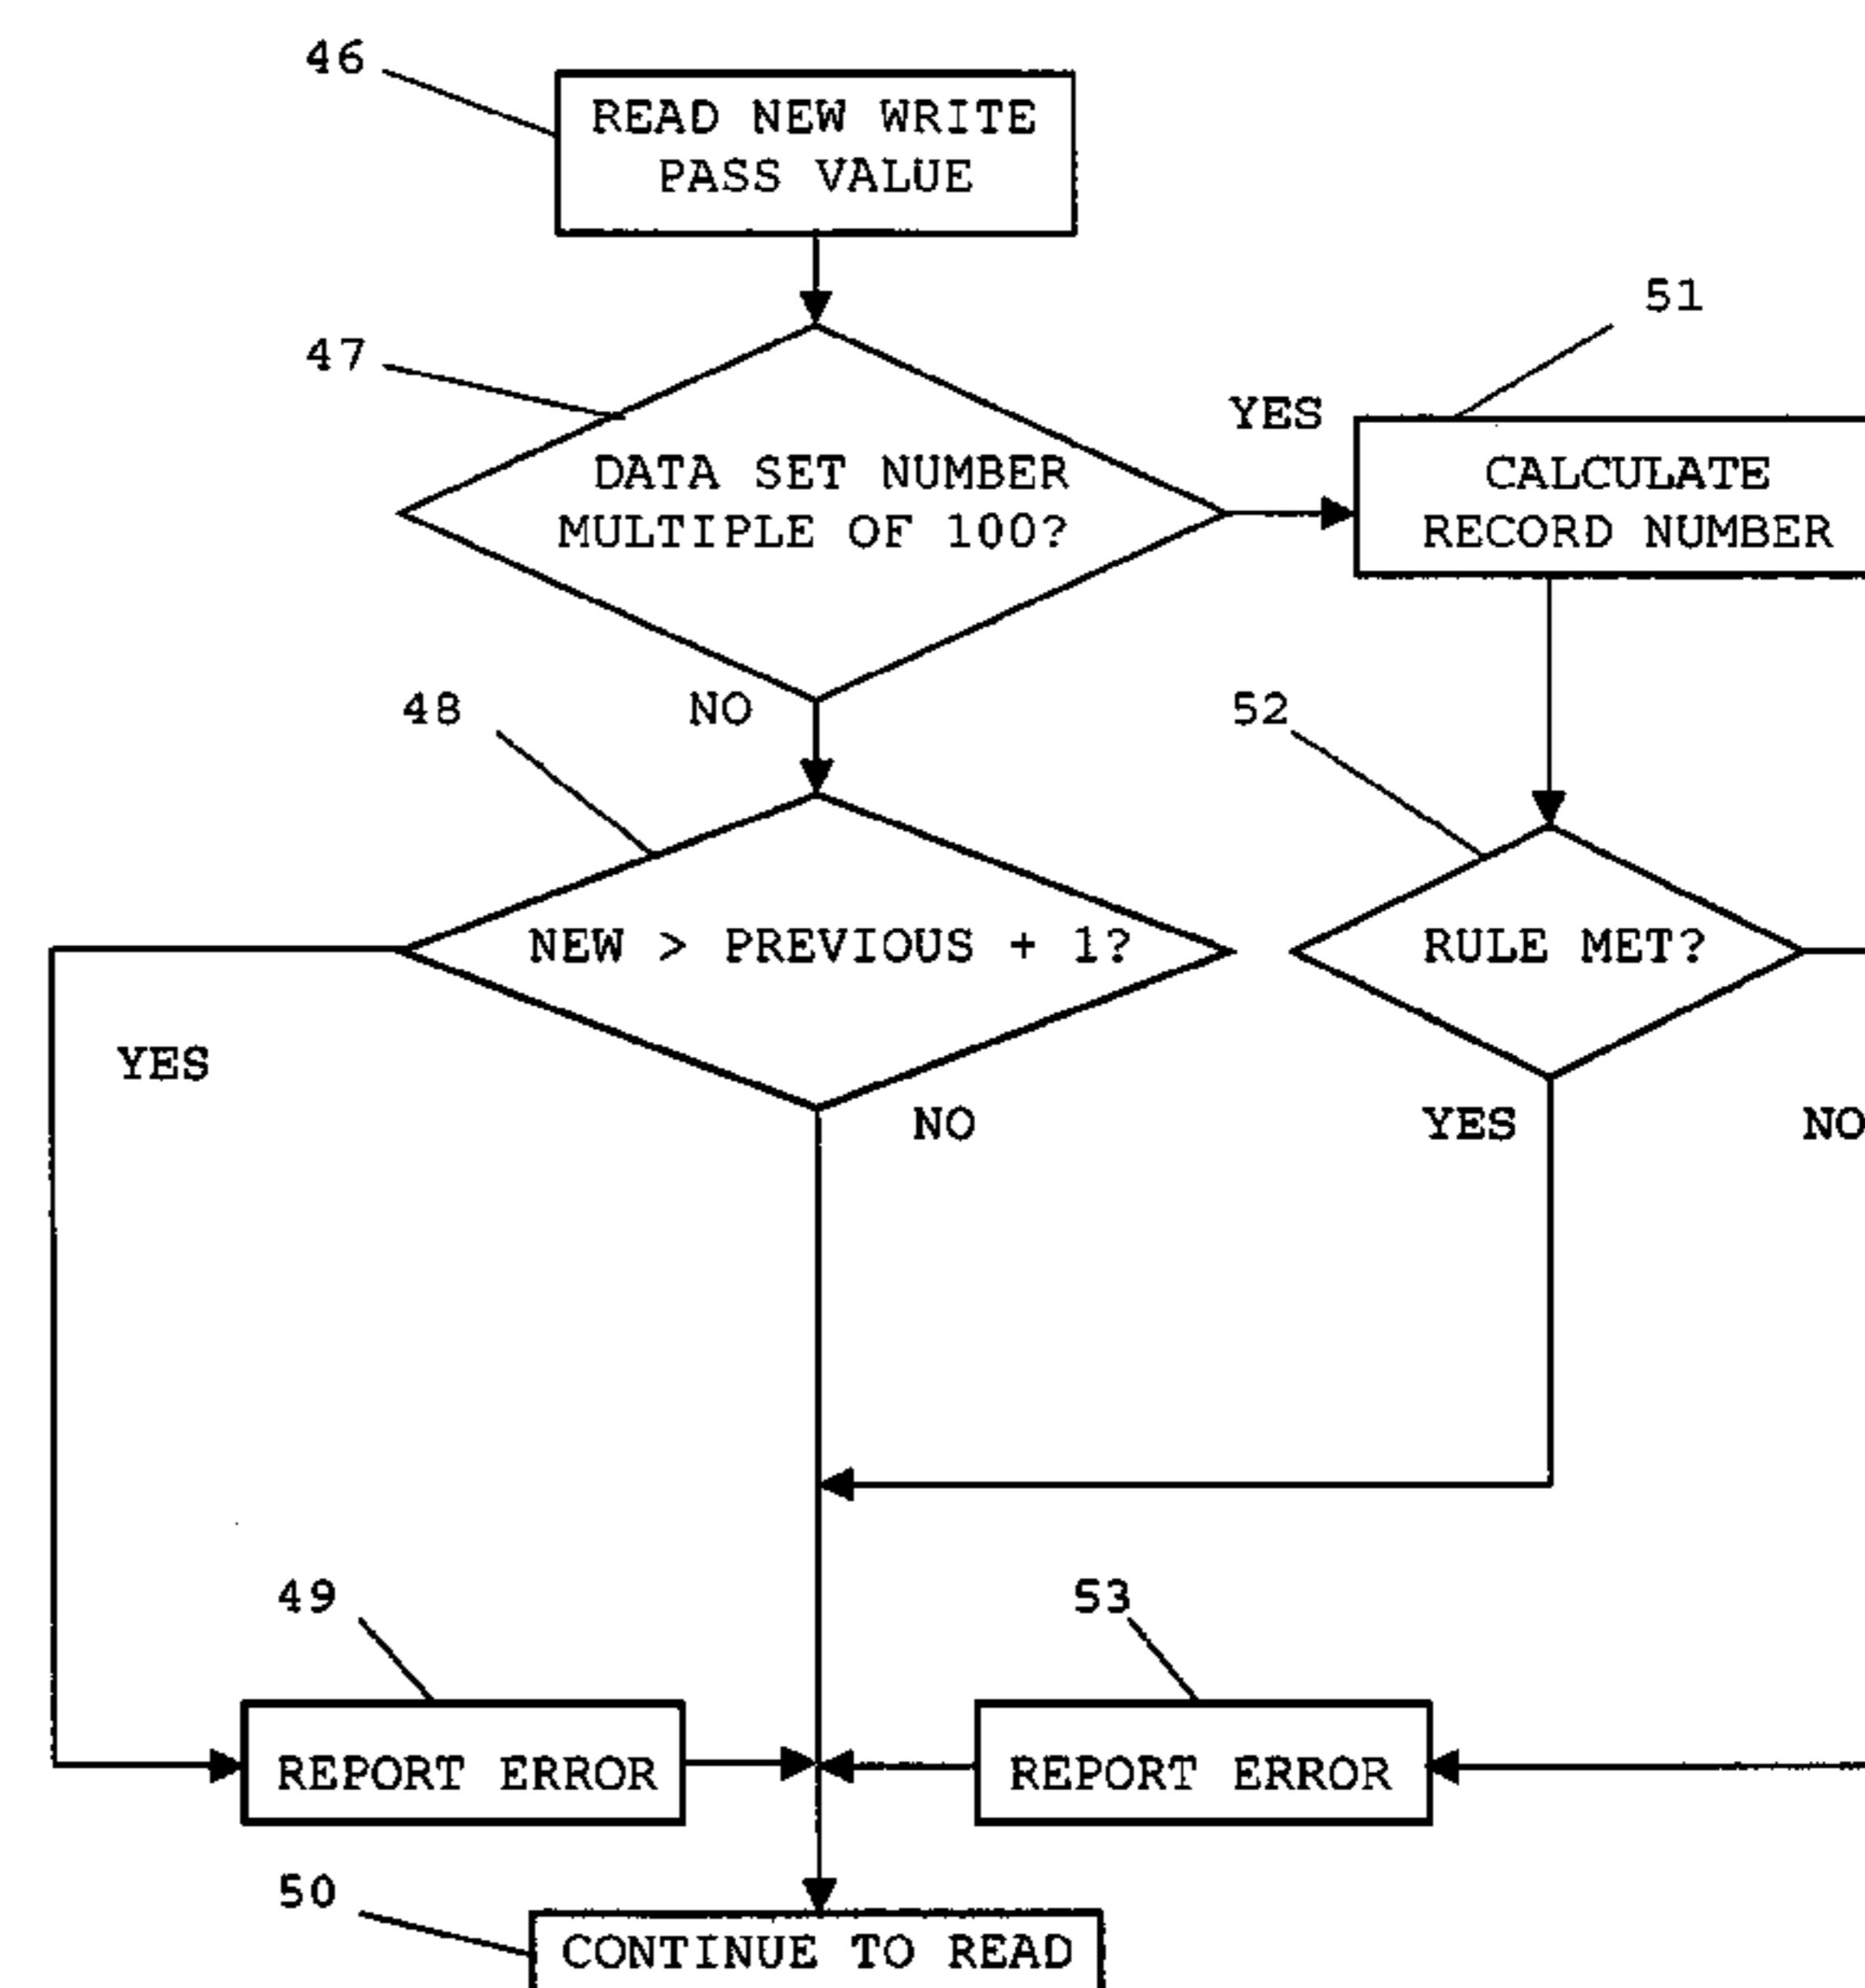 46
READ NEW WRITE
PASS VALUE
47
51
YES
DATA SET NUMBER
MULTIPLE OF 100?
CALCULATE
RECORD NUMBER
48
NO
52
NEW > PREVIOUS + 1?
RULE MET?
YES
NO
YES
NO
49
53
REPORT ERROR
REPORT ERROR
50
CONTINUE TO READ